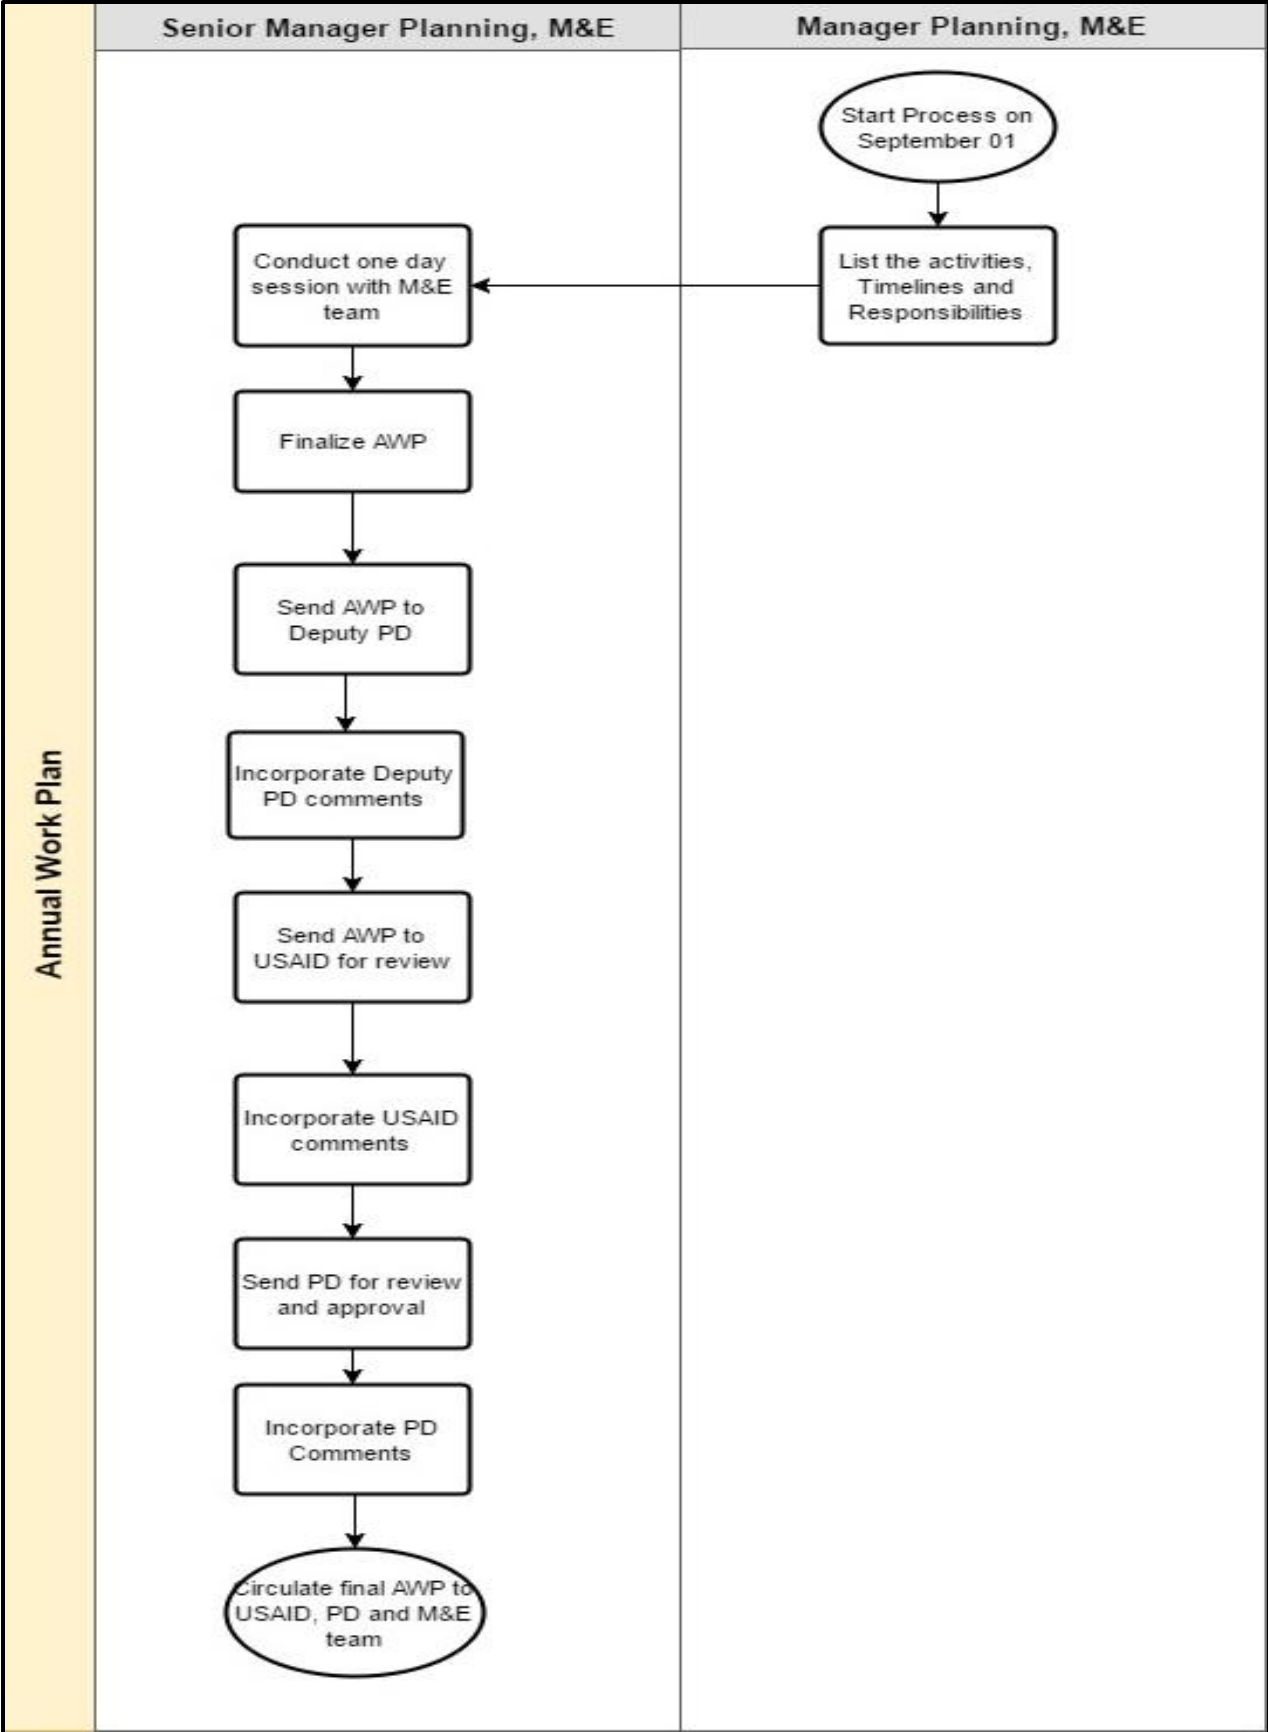 Senior Manager Planning, M&E
Manager Planning, M&E
Annual Work Plan
Start Process on
September 01
List the activities,
Timelines and
Responsibilities
Conduct one day
session with M&E
team
Finalize AWP
Send AWP to
Deputy PD
Incorporate Deputy
PD comments
Send AWP to
USAID for review
Incorporate USAID
comments
Send PD for review
and approval
Incorporate PD
Comments
Circulate final AWP to
USAID, PD and M&E
team